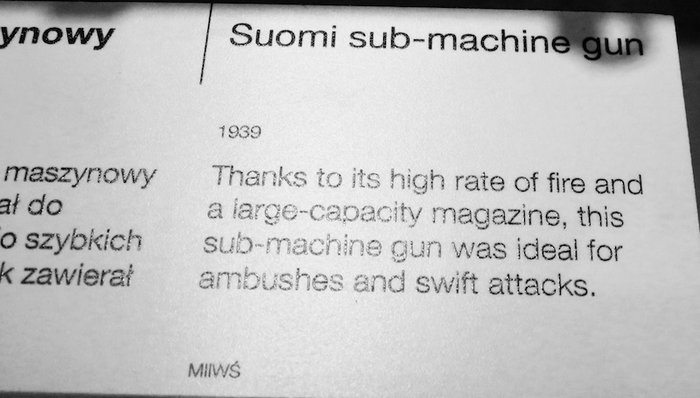 ynowy
maszynowy
ał do
o szybkich
k zawierał
Suomi sub-machine gun
1939
Thanks to its high rate of fire and
a large-capacity magazine, this
sub-machine gun was ideal for
ambushes and swift attacks.
MIIWŚ